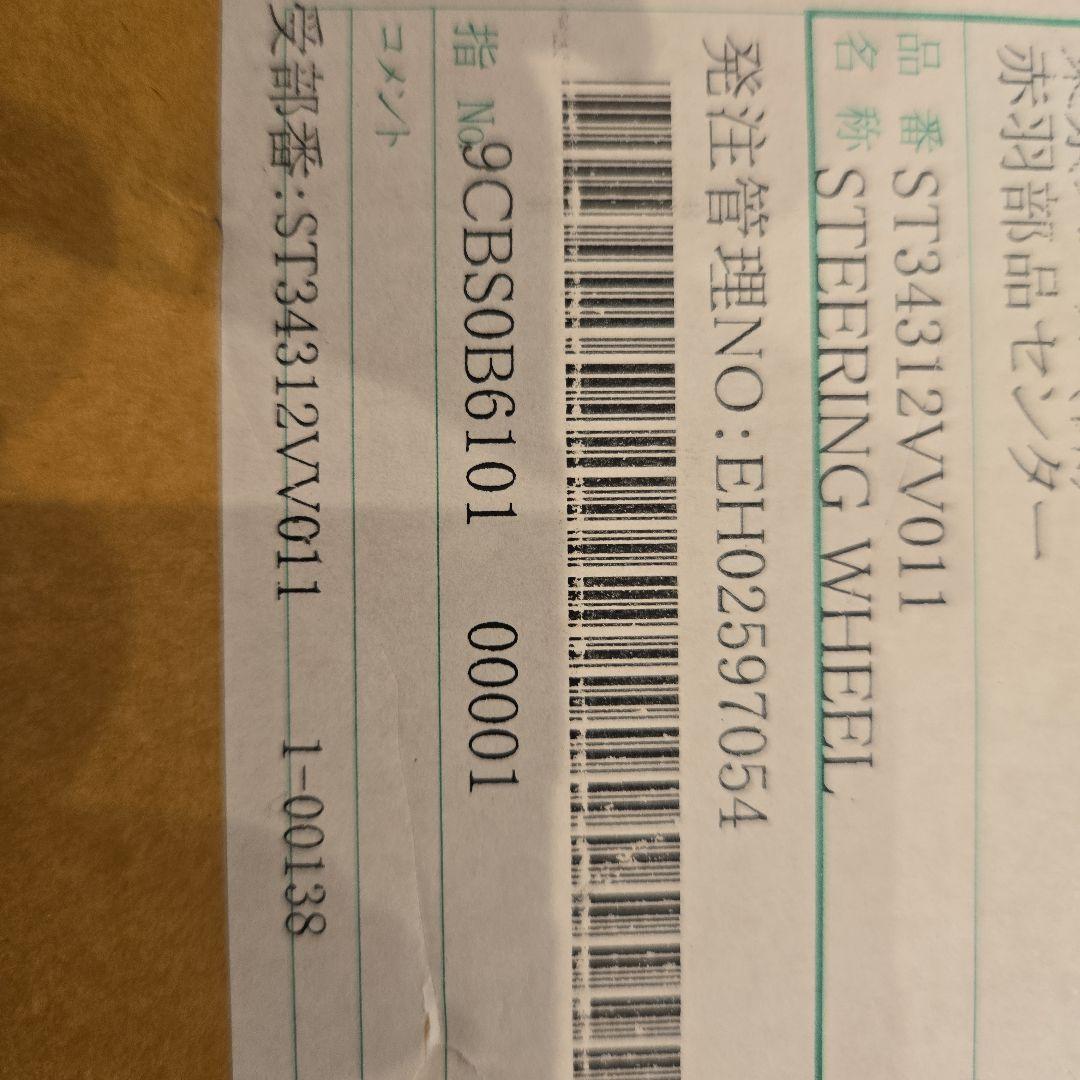 赤羽部品センター
品番 ST34312VV011
名称 STEERING WHEEL
発注管理NO:EH02597054
指 No 9CBS0B6101 00001
コメント
受部番:ST34312VV011 1-00138